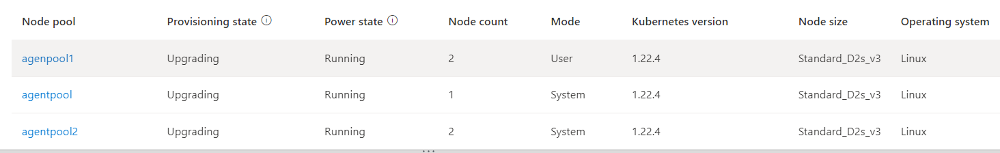 Node pool Provisioning state Power state Node count Mode Kubernetes version Node size Operating system
agenpool1 Upgrading Running 2 User 1.22.4 Standard_D2s_v3 Linux
agentpool Upgrading Running 1 System 1.22.4 Standard_D2s_v3 Linux
agentpool2 Upgrading Running 2 System 1.22.4 Standard_D2s_v3 Linux